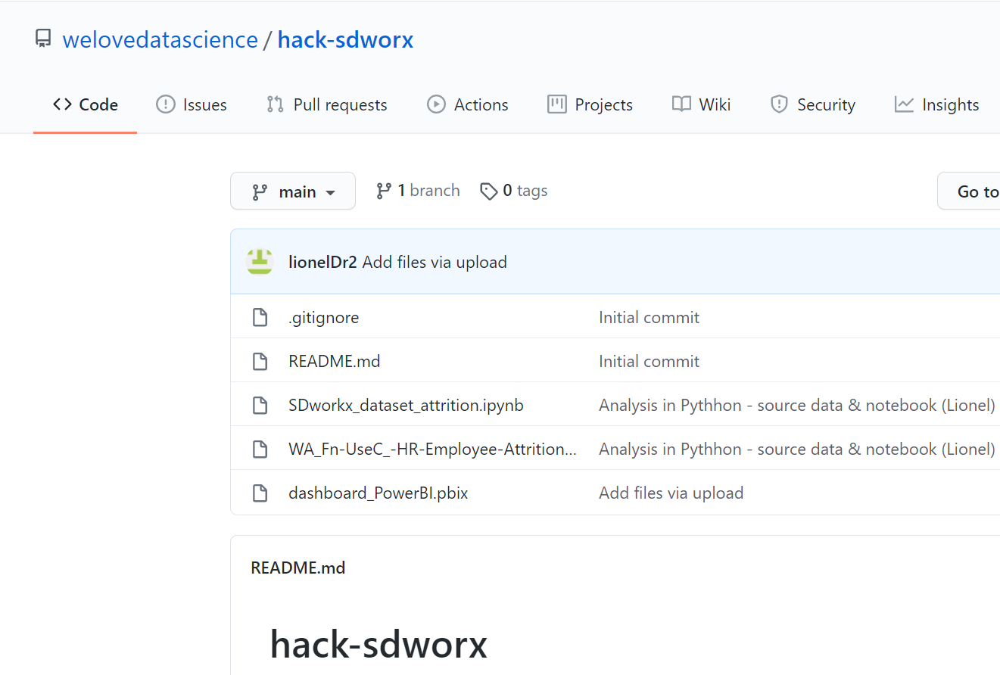 welovedatascience / hack-sdworx
Code Issues Pull requests Actions Projects Wiki Security Insights
main 1 branch 0 tags Go to
lionelDr2 Add files via upload
.gitignore Initial commit
README.md Initial commit
SDworkx_dataset_attrition.ipynb Analysis in Pythhon - source data & notebook (Lionel)
WA_Fn-UseC_-HR-Employee-Attrition... Analysis in Pythhon - source data & notebook (Lionel)
dashboard_PowerBI.pbix Add files via upload
README.md
hack-sdworx